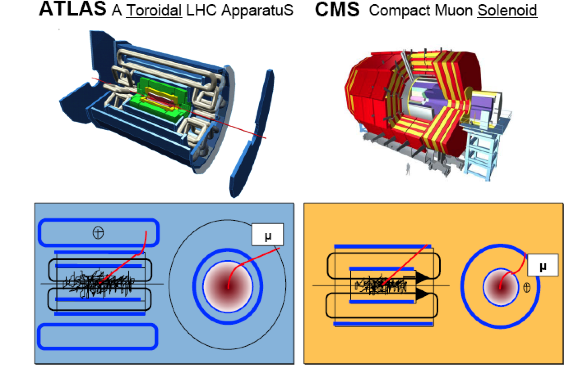 ATLAS A Toroidal LHC ApparatuS
CMS Compact Muon Solenoid
μ
μ